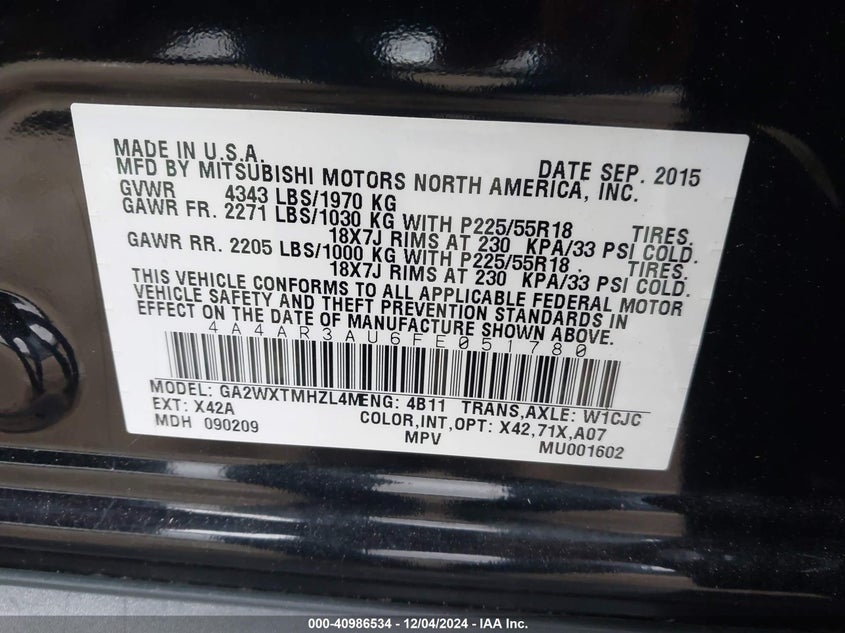 MADE IN U.S.A. DATE SEP. 2015
MFD BY MITSUBISHI MOTORS NORTH AMERICA, INC.
GVWR 4343 LBS/1970 KG
GAWR FR. 2271 LBS/1030 KG WITH P225/55R18 TIRES,
18X7J RIMS AT 230 KPA/33 PSI COLD.
GAWR RR. 2205 LBS/1000 KG WITH P225/55R18 . TIRES,
18X7J RIMS AT 230 KPA/33 PSI COLD.
THIS VEHICLE CONFORMS TO ALL APPLICABLE FEDERAL MOTOR
VEHICLE SAFETY AND THEFT PREVENTION STANDARDS IN
EFFECT ON THE DATE OF MANUFACTURE SHOWN ABOVE.
4A4AR3AU6FE051780
MODEL: GA2WXTMHZL4M ENG: 4B11 TRANS,AXLE: W1CJC
EXT: X42A COLOR,INT,OPT: X42,71X,A07
MDH 090209 MPV MU001602
000-40986534 - 12/04/2024 - IAA Inc.